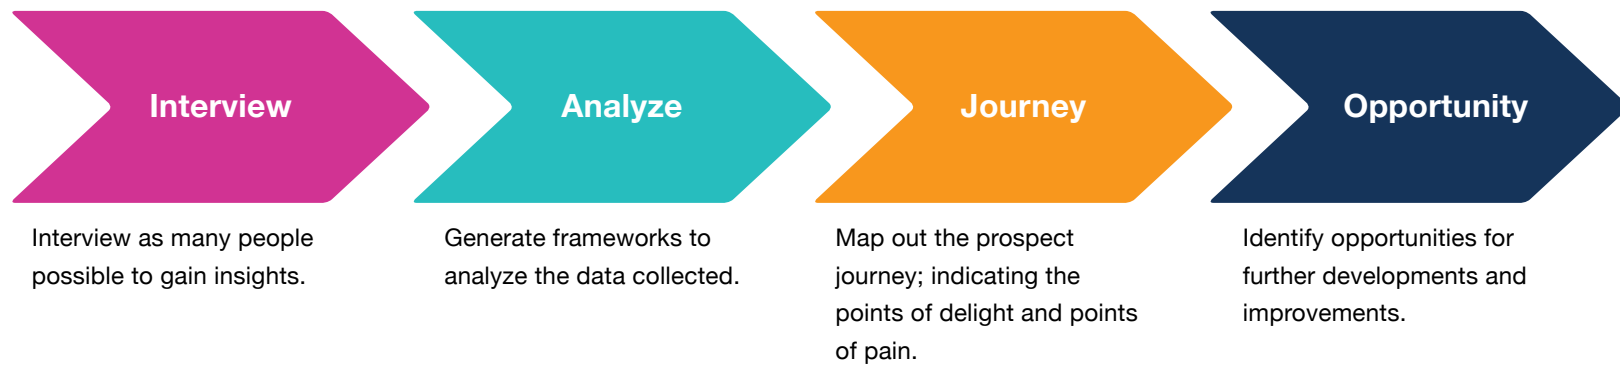 Interview
Interview as many people
possible to gain insights.
Analyze
Generate frameworks to
analyze the data collected.
Journey
Map out the prospect
journey; indicating the
points of delight and points
of pain.
Opportunity
Identify opportunities for
further developments and
improvements.